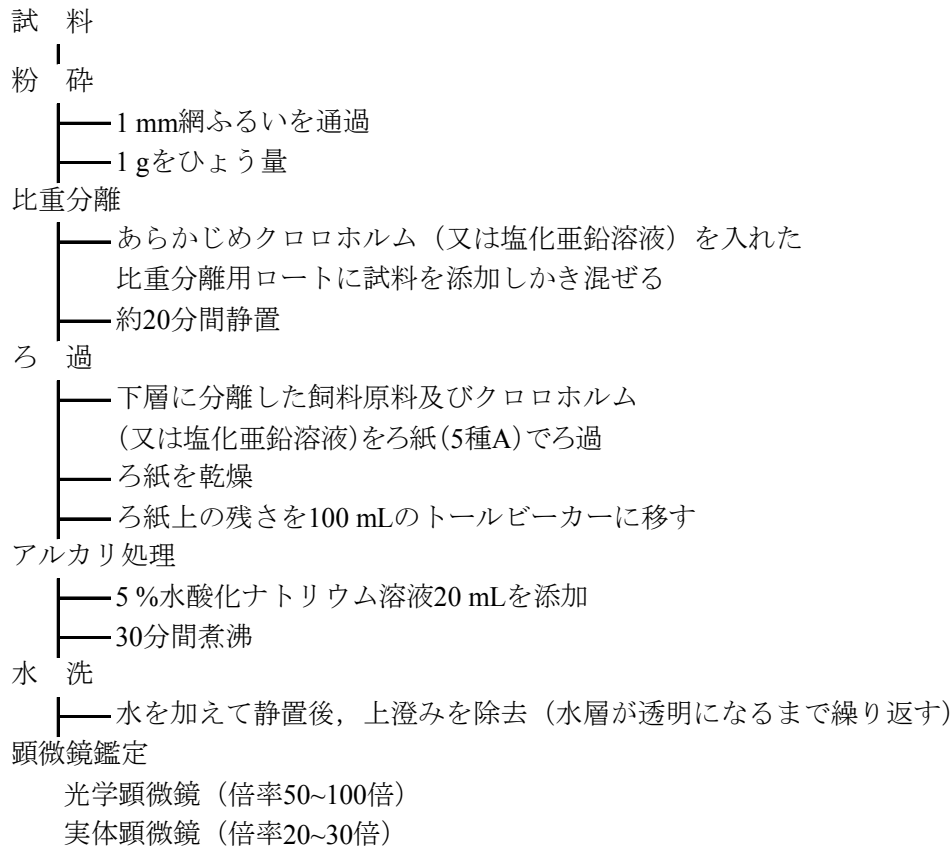 試　料
粉　砕
1 mm網ふるいを通過
1 gをひょう量
比重分離
あらかじめクロロホルム（又は塩化亜鉛溶液）を入れた
比重分離用ロートに試料を添加しかき混ぜる
約20分間静置
ろ　過
下層に分離した飼料原料及びクロロホルム
(又は塩化亜鉛溶液)をろ紙(5種A)でろ過
ろ紙を乾燥
ろ紙上の残さを100 mLのトールビーカーに移す
アルカリ処理
5 %水酸化ナトリウム溶液20 mLを添加
30分間煮沸
水　洗
水を加えて静置後，上澄みを除去（水層が透明になるまで繰り返す）
顕微鏡鑑定
光学顕微鏡（倍率50~100倍）
実体顕微鏡（倍率20~30倍）